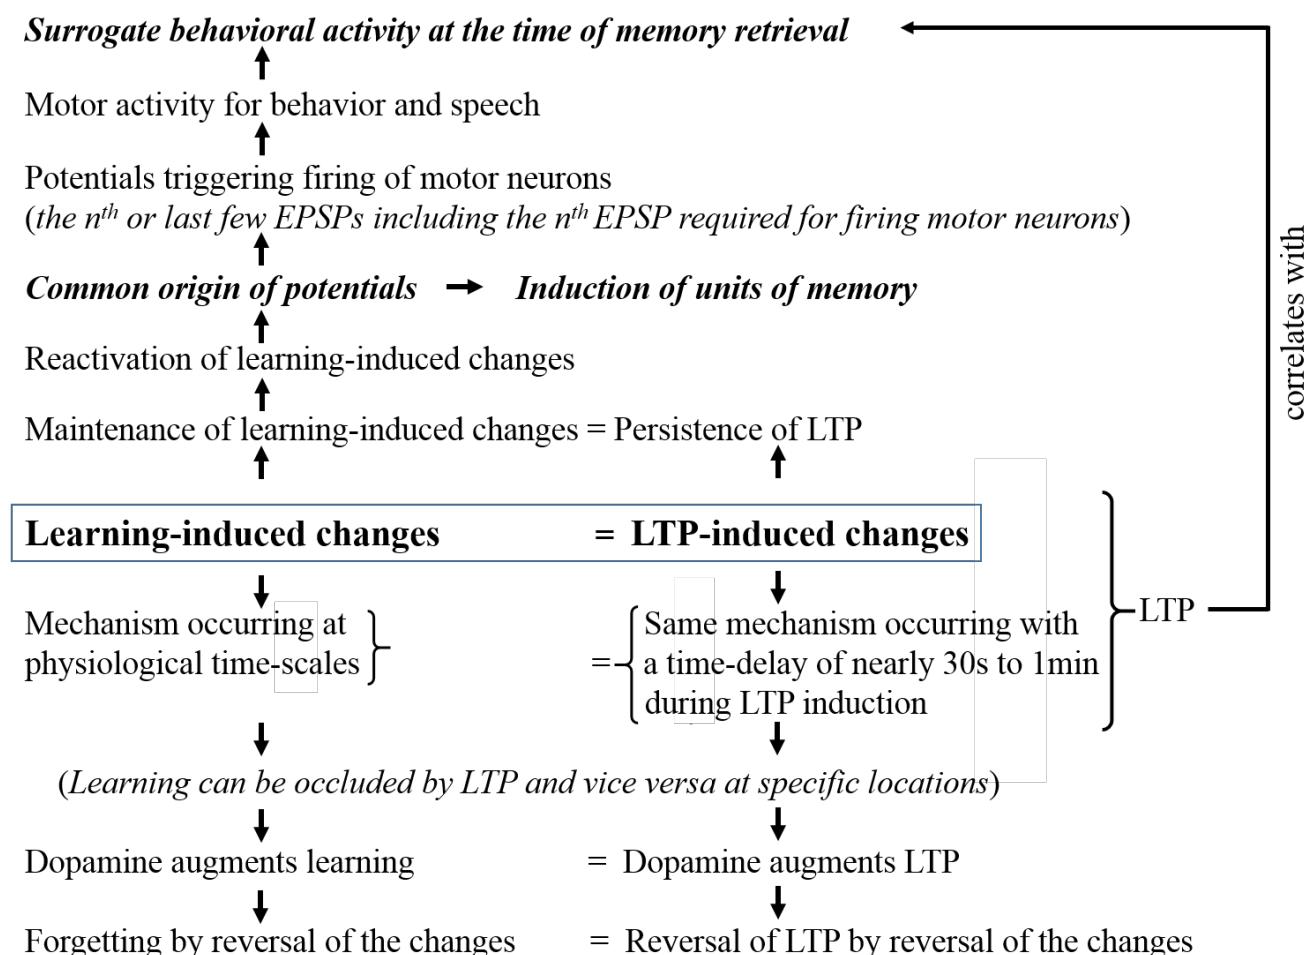 Surrogate behavioral activity at the time of memory retrieval
Motor activity for behavior and speech
Potentials triggering firing of motor neurons
(the nth or last few EPSPs including the nth EPSP required for firing motor neurons)
Common origin of potentials Induction of units of memory
Reactivation of learning-induced changes
Maintenance of learning-induced changes = Persistence of LTP
Learning-induced changes = LTP-induced changes
Mechanism occurring at
physiological time-scales
=
Same mechanism occurring with
a time-delay of nearly 30s to 1min
during LTP induction
LTP
correlates with
(Learning can be occluded by LTP and vice versa at specific locations)
Dopamine augments learning = Dopamine augments LTP
Forgetting by reversal of the changes = Reversal of LTP by reversal of the changes